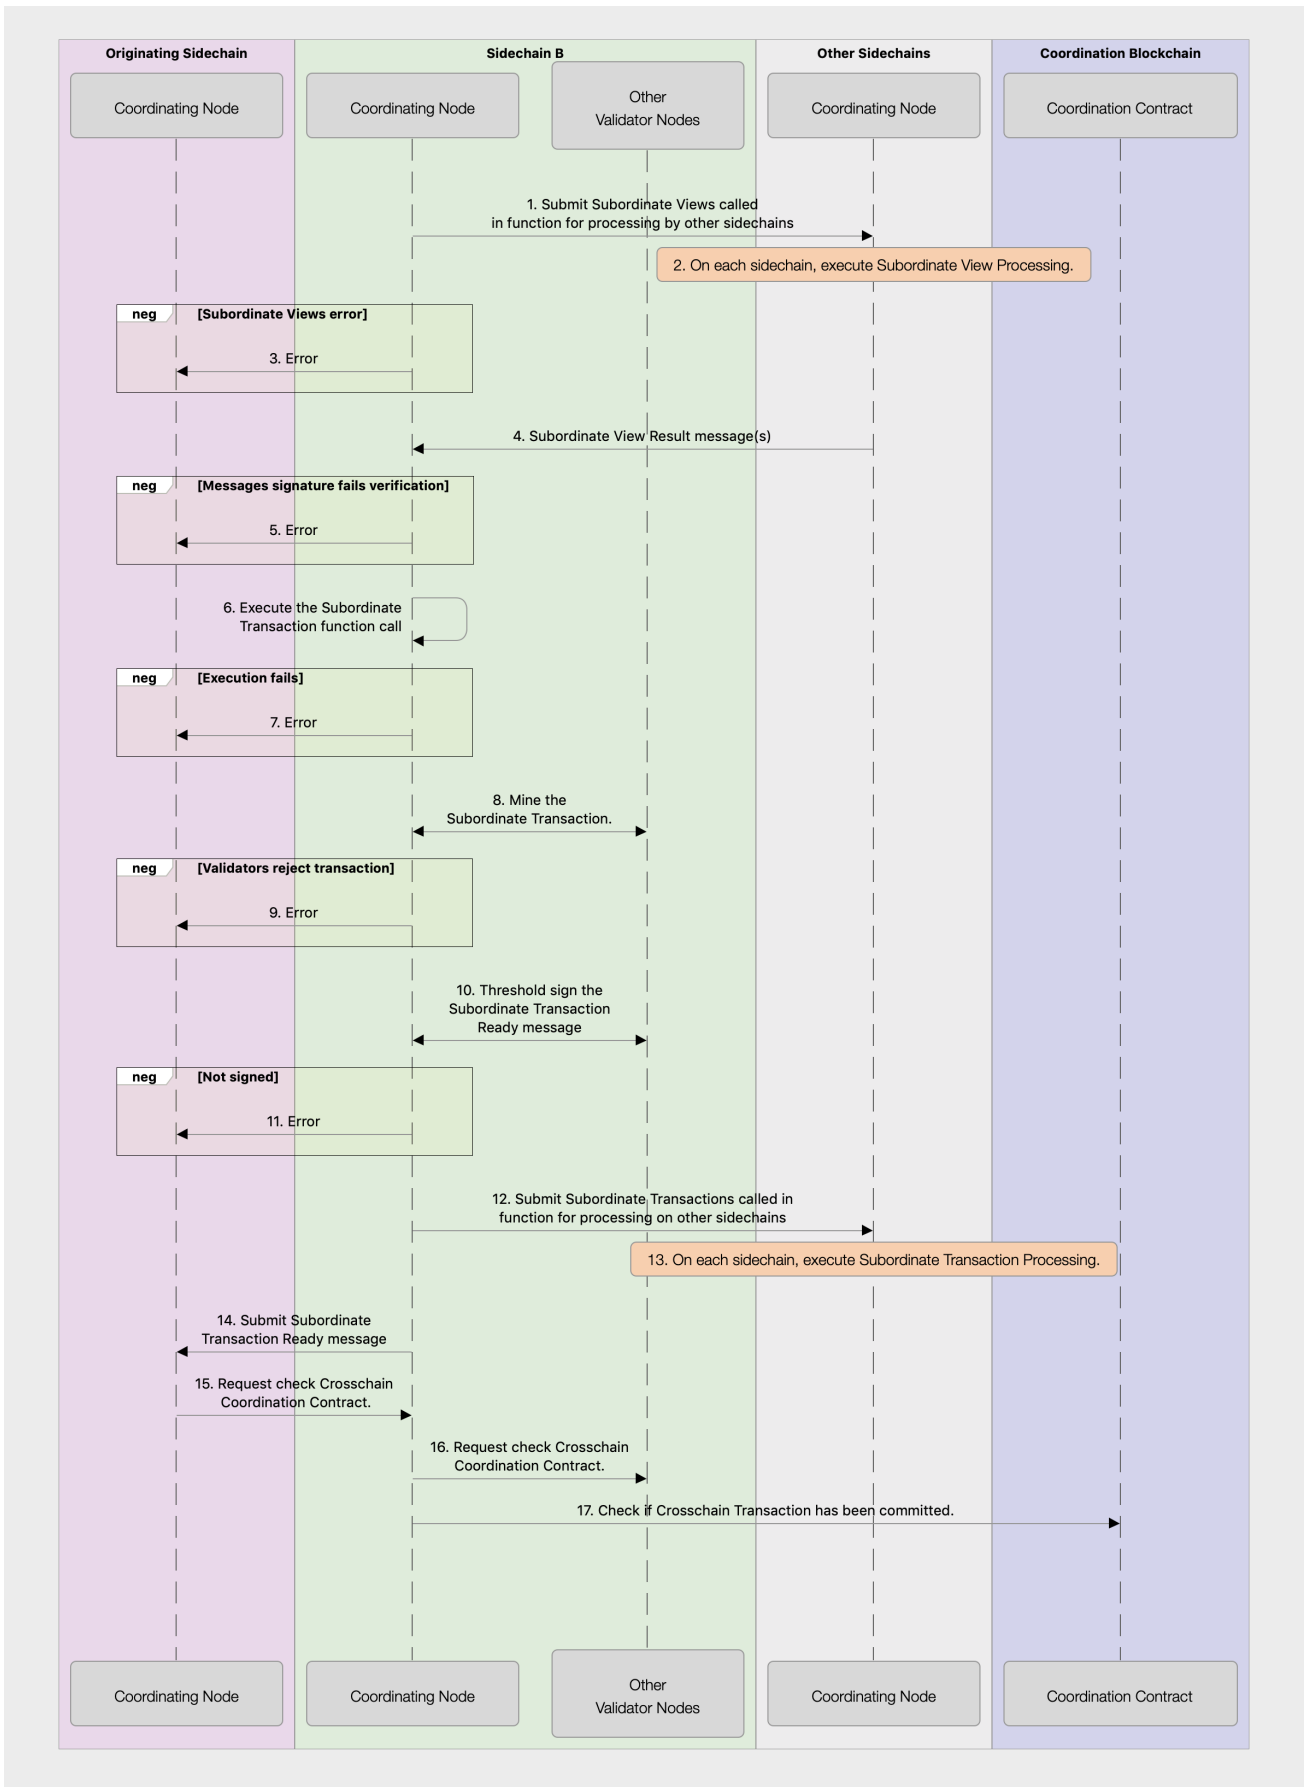 Originating Sidechain
Sidechain B
Other Sidechains
Coordination Blockchain
Coordinating Node
Coordinating Node
Other
Validator Nodes
Coordinating Node
Coordination Contract
1. Submit Subordinate Views called
in function for processing by other sidechains
2. On each sidechain, execute Subordinate View Processing.
neg [Subordinate Views error]
3. Error
4. Subordinate View Result message(s)
neg [Messages signature fails verification]
5. Error
6. Execute the Subordinate
Transaction function call
neg [Execution fails]
7. Error
8. Mine the
Subordinate Transaction.
neg [Validators reject transaction]
9. Error
10. Threshold sign the
Subordinate Transaction
Ready message
neg [Not signed]
11. Error
12. Submit Subordinate Transactions called in
function for processing on other sidechains
13. On each sidechain, execute Subordinate Transaction Processing.
14. Submit Subordinate
Transaction Ready message
15. Request check Crosschain
Coordination Contract.
16. Request check Crosschain
Coordination Contract.
17. Check if Crosschain Transaction has been committed.
Coordinating Node
Coordinating Node
Other
Validator Nodes
Coordinating Node
Coordination Contract